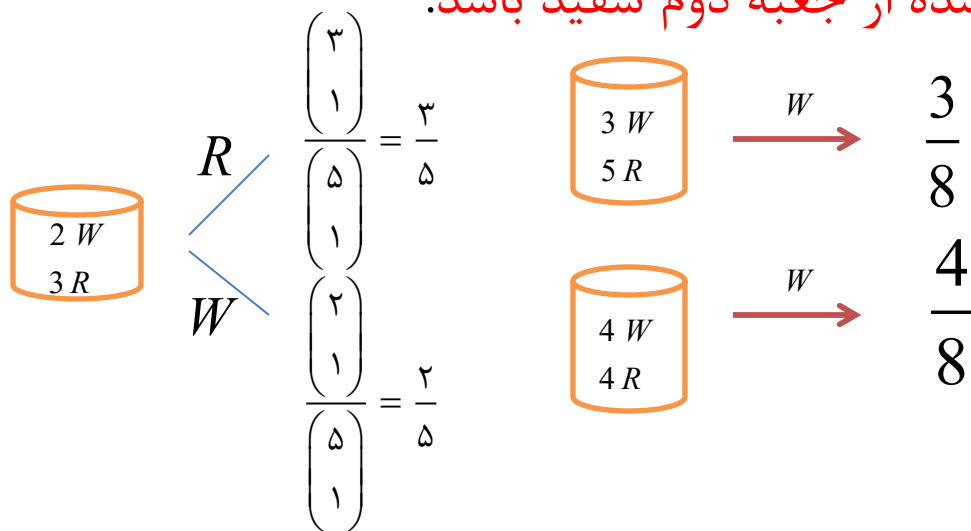 شده از جعبه دوم سفید باشد.
2 W
3 R
R
(۳ ۱) / (۵ ۱) = ۳/۵
W
(۲ ۱) / (۵ ۱) = ۲/۵
3 W
5 R
W
3/8
4 W
4 R
W
4/8